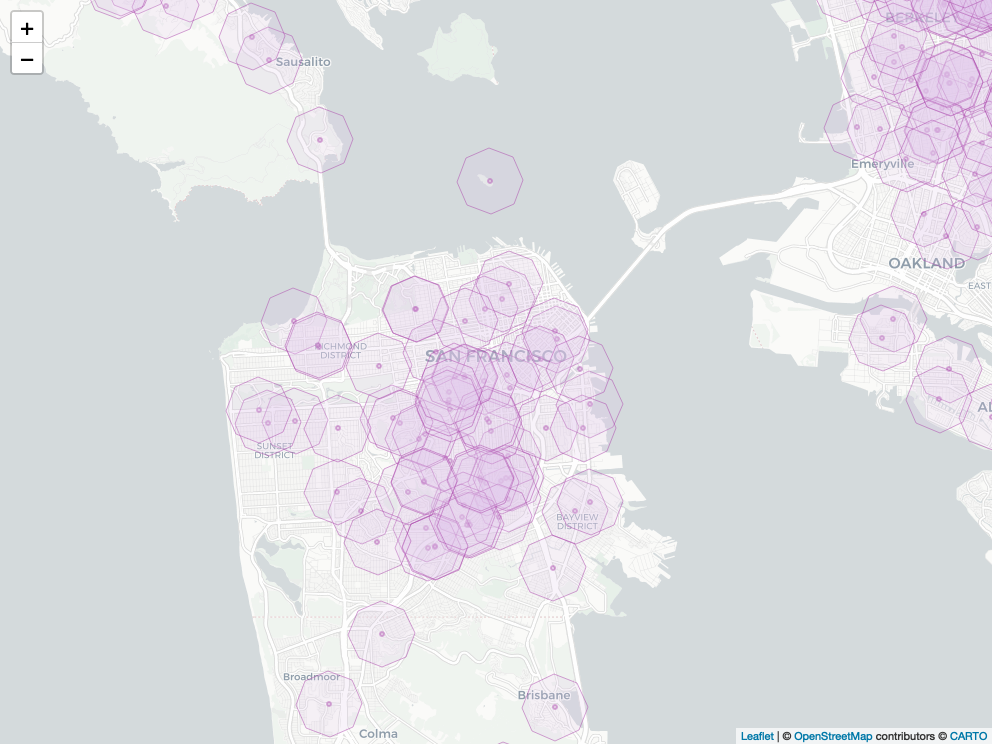 +
−
BERKELEY
Sausalito
Emeryville
OAKLAND
EAST
RICHMOND
DISTRICT
SAN FRANCISCO
AL
SUNSET
DISTRICT
BAYVIEW
DISTRICT
Broadmoor
Brisbane
Colma
Leaflet | © OpenStreetMap contributors © CARTO